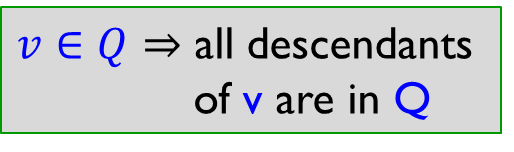 v ∈ Q ⇒ all descendants
of v are in Q